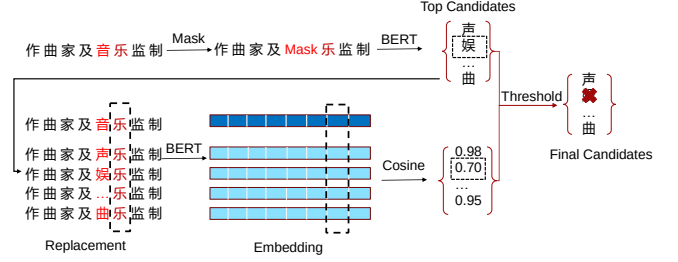 Top Candidates
作曲家及音乐监制
Mask
作曲家及Mask乐监制
BERT
声
娱
...
曲
Threshold
声
...
曲
Final Candidates
作曲家及音乐监制
作曲家及声乐监制
作曲家及娱乐监制
作曲家及...乐监制
作曲家及曲乐监制
Replacement
BERT
Embedding
Cosine
0.98
0.70
...
0.95